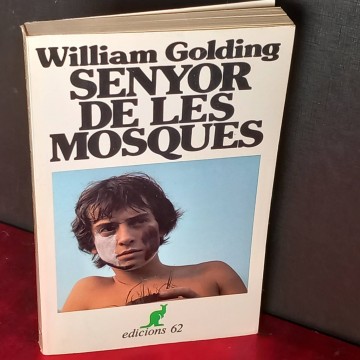 William Golding
SENYOR
DE LES
MOSQUES
edicions 62